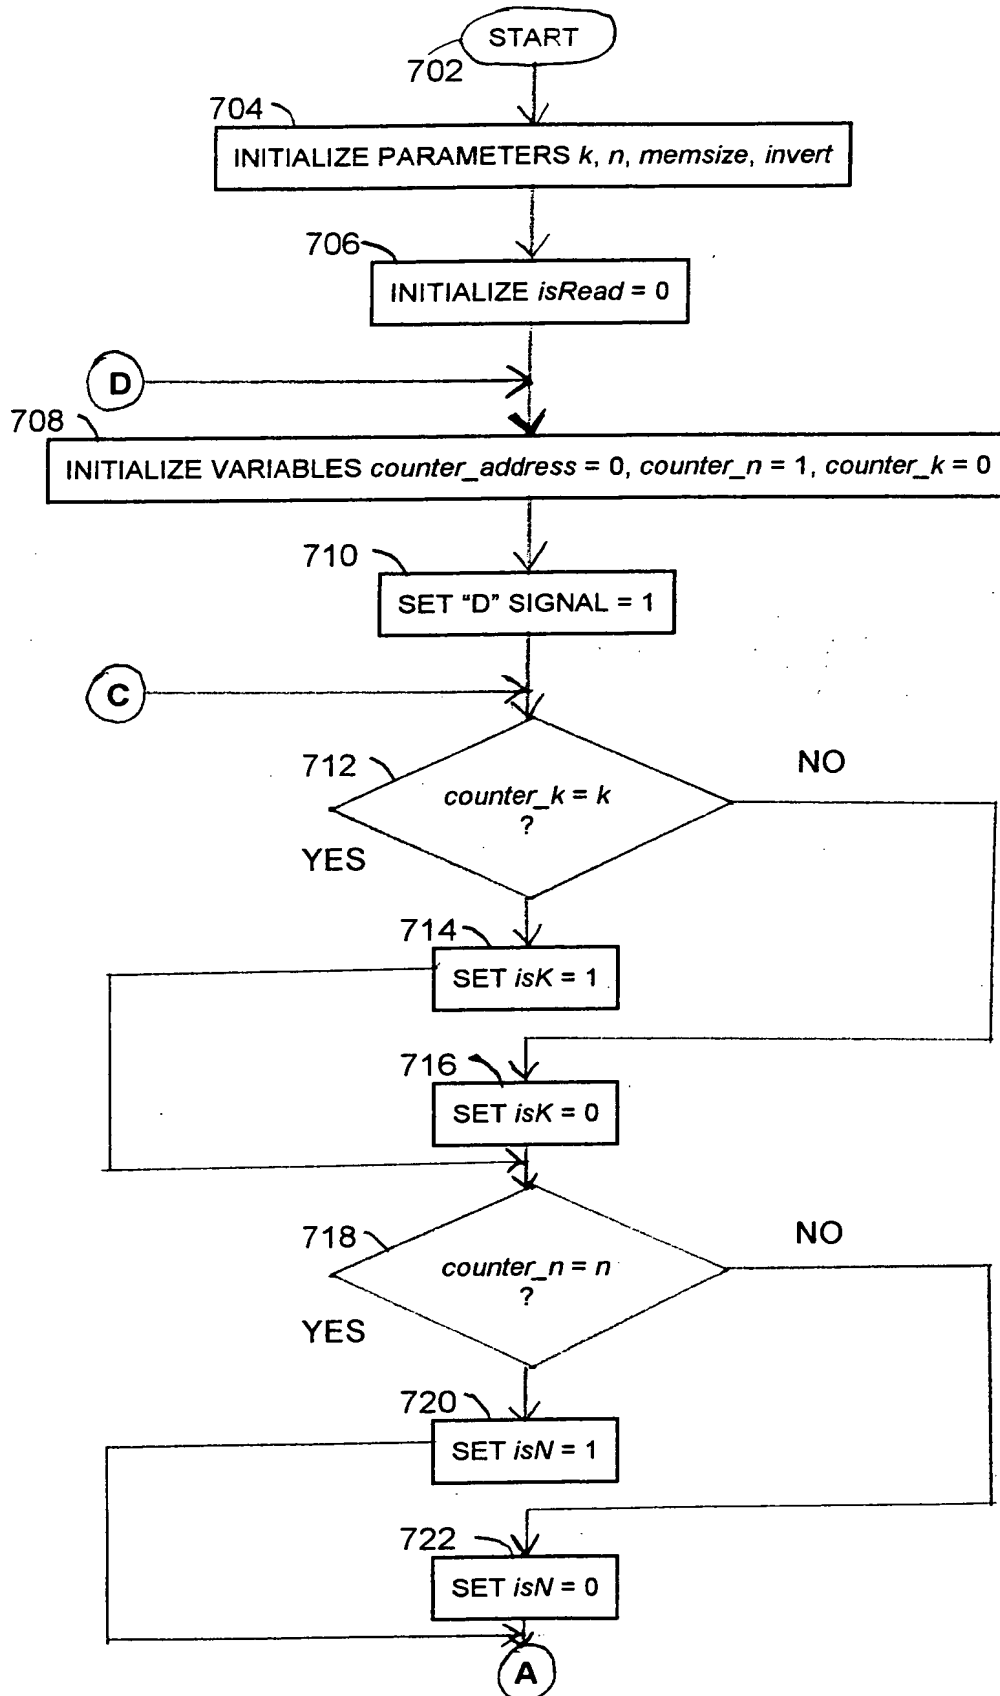 START
702
704
INITIALIZE PARAMETERS k, n, memsize, invert
706
INITIALIZE isRead = 0
D
708
INITIALIZE VARIABLES counter_address = 0, counter_n = 1, counter_k = 0
710
SET "D" SIGNAL = 1
C
712
NO
counter_k = k
?
YES
714
SET isK = 1
716
SET isK = 0
718
NO
counter_n = n
?
YES
720
SET isN = 1
722
SET isN = 0
A